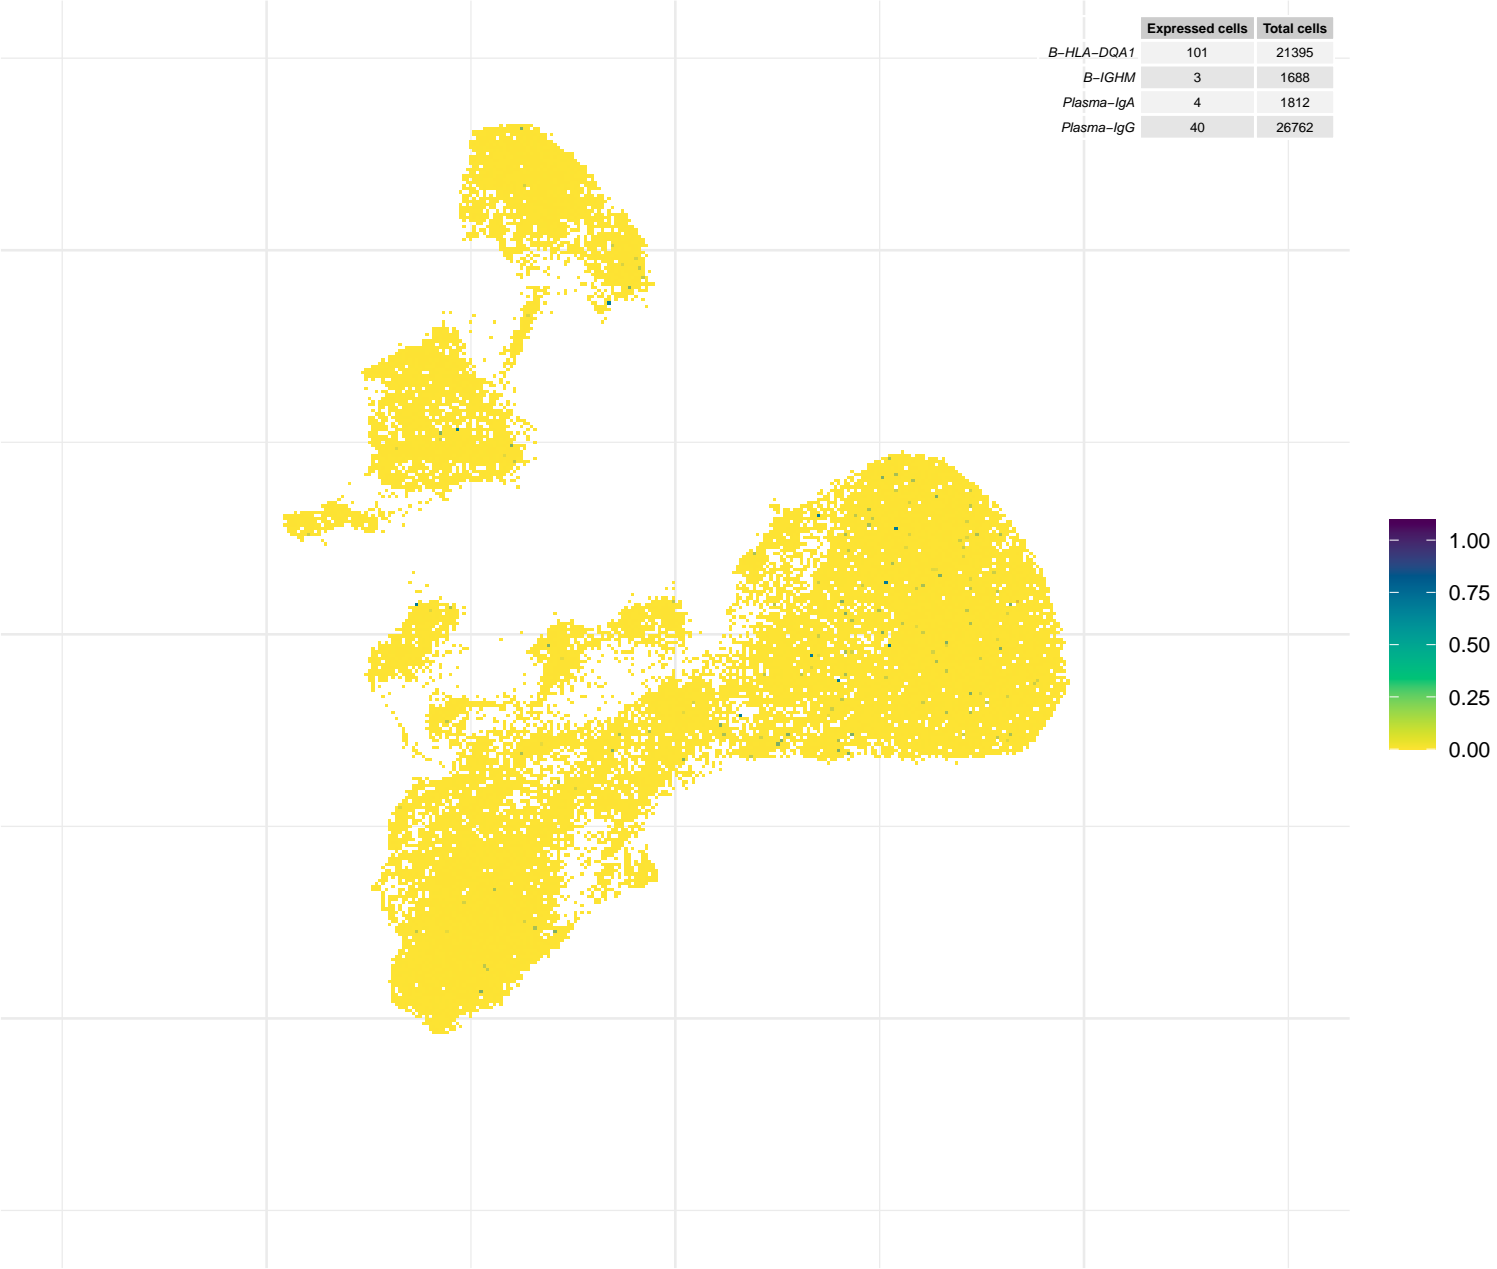 Expressed cells Total cells
B−HLA−DQA1 101 21395
B−IGHM 3 1688
Plasma−IgA 4 1812
Plasma−IgG 40 26762
1.00
0.75
0.50
0.25
0.00